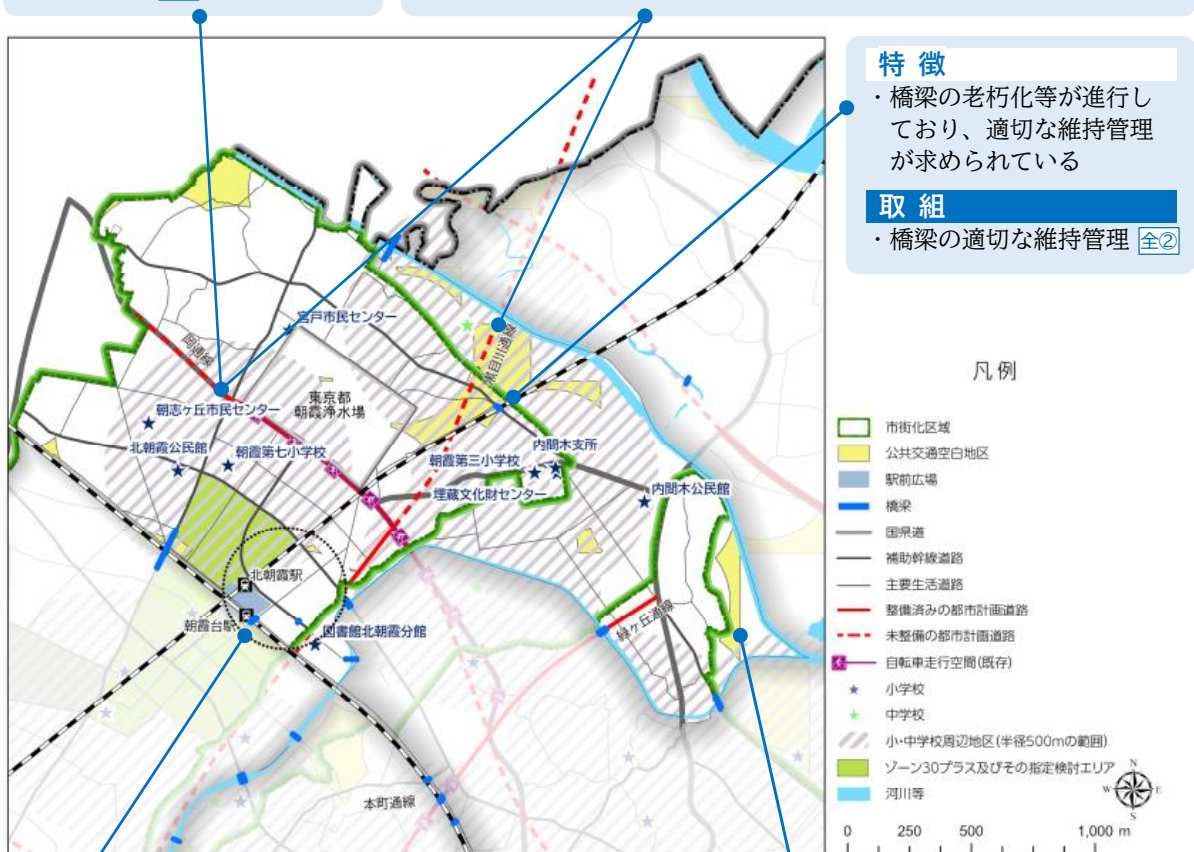 特 徴
・橋梁の老朽化等が進行し
ており、適切な維持管理
が求められている
取 組
・橋梁の適切な維持管理 全②
宮戸市民センター
岡通線
黒目川通線
東京都
朝霞浄水場
朝志ヶ丘市民センター
北朝霞公民館
朝霞第七小学校
朝霞第三小学校
内間木支所
埋蔵文化財センター
内間木公民館
北朝霞駅
朝霞台駅
図書館北朝霞分館
緑ヶ丘通線
本町通線
凡例
市街化区域
公共交通空白地区
駅前広場
橋梁
国県道
補助幹線道路
主要生活道路
整備済みの都市計画道路
未整備の都市計画道路
自転車走行空間(既存)
小学校
中学校
小・中学校周辺地区(半径500mの範囲)
ゾーン30プラス及びその指定検討エリア
河川等
N
W E
S
0 250 500 1,000 m